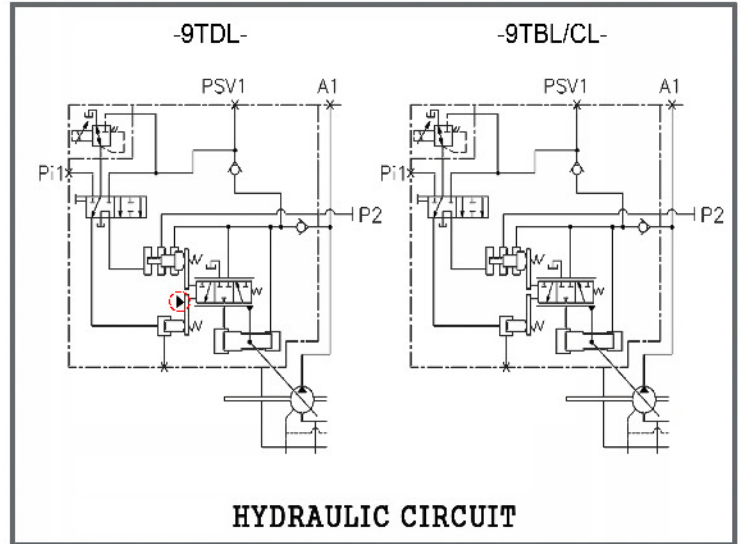 -9TDL-
-9TBL/CL-
PSV1 A1
PSV1 A1
Pi1
Pi1
P2
P2
HYDRAULIC CIRCUIT